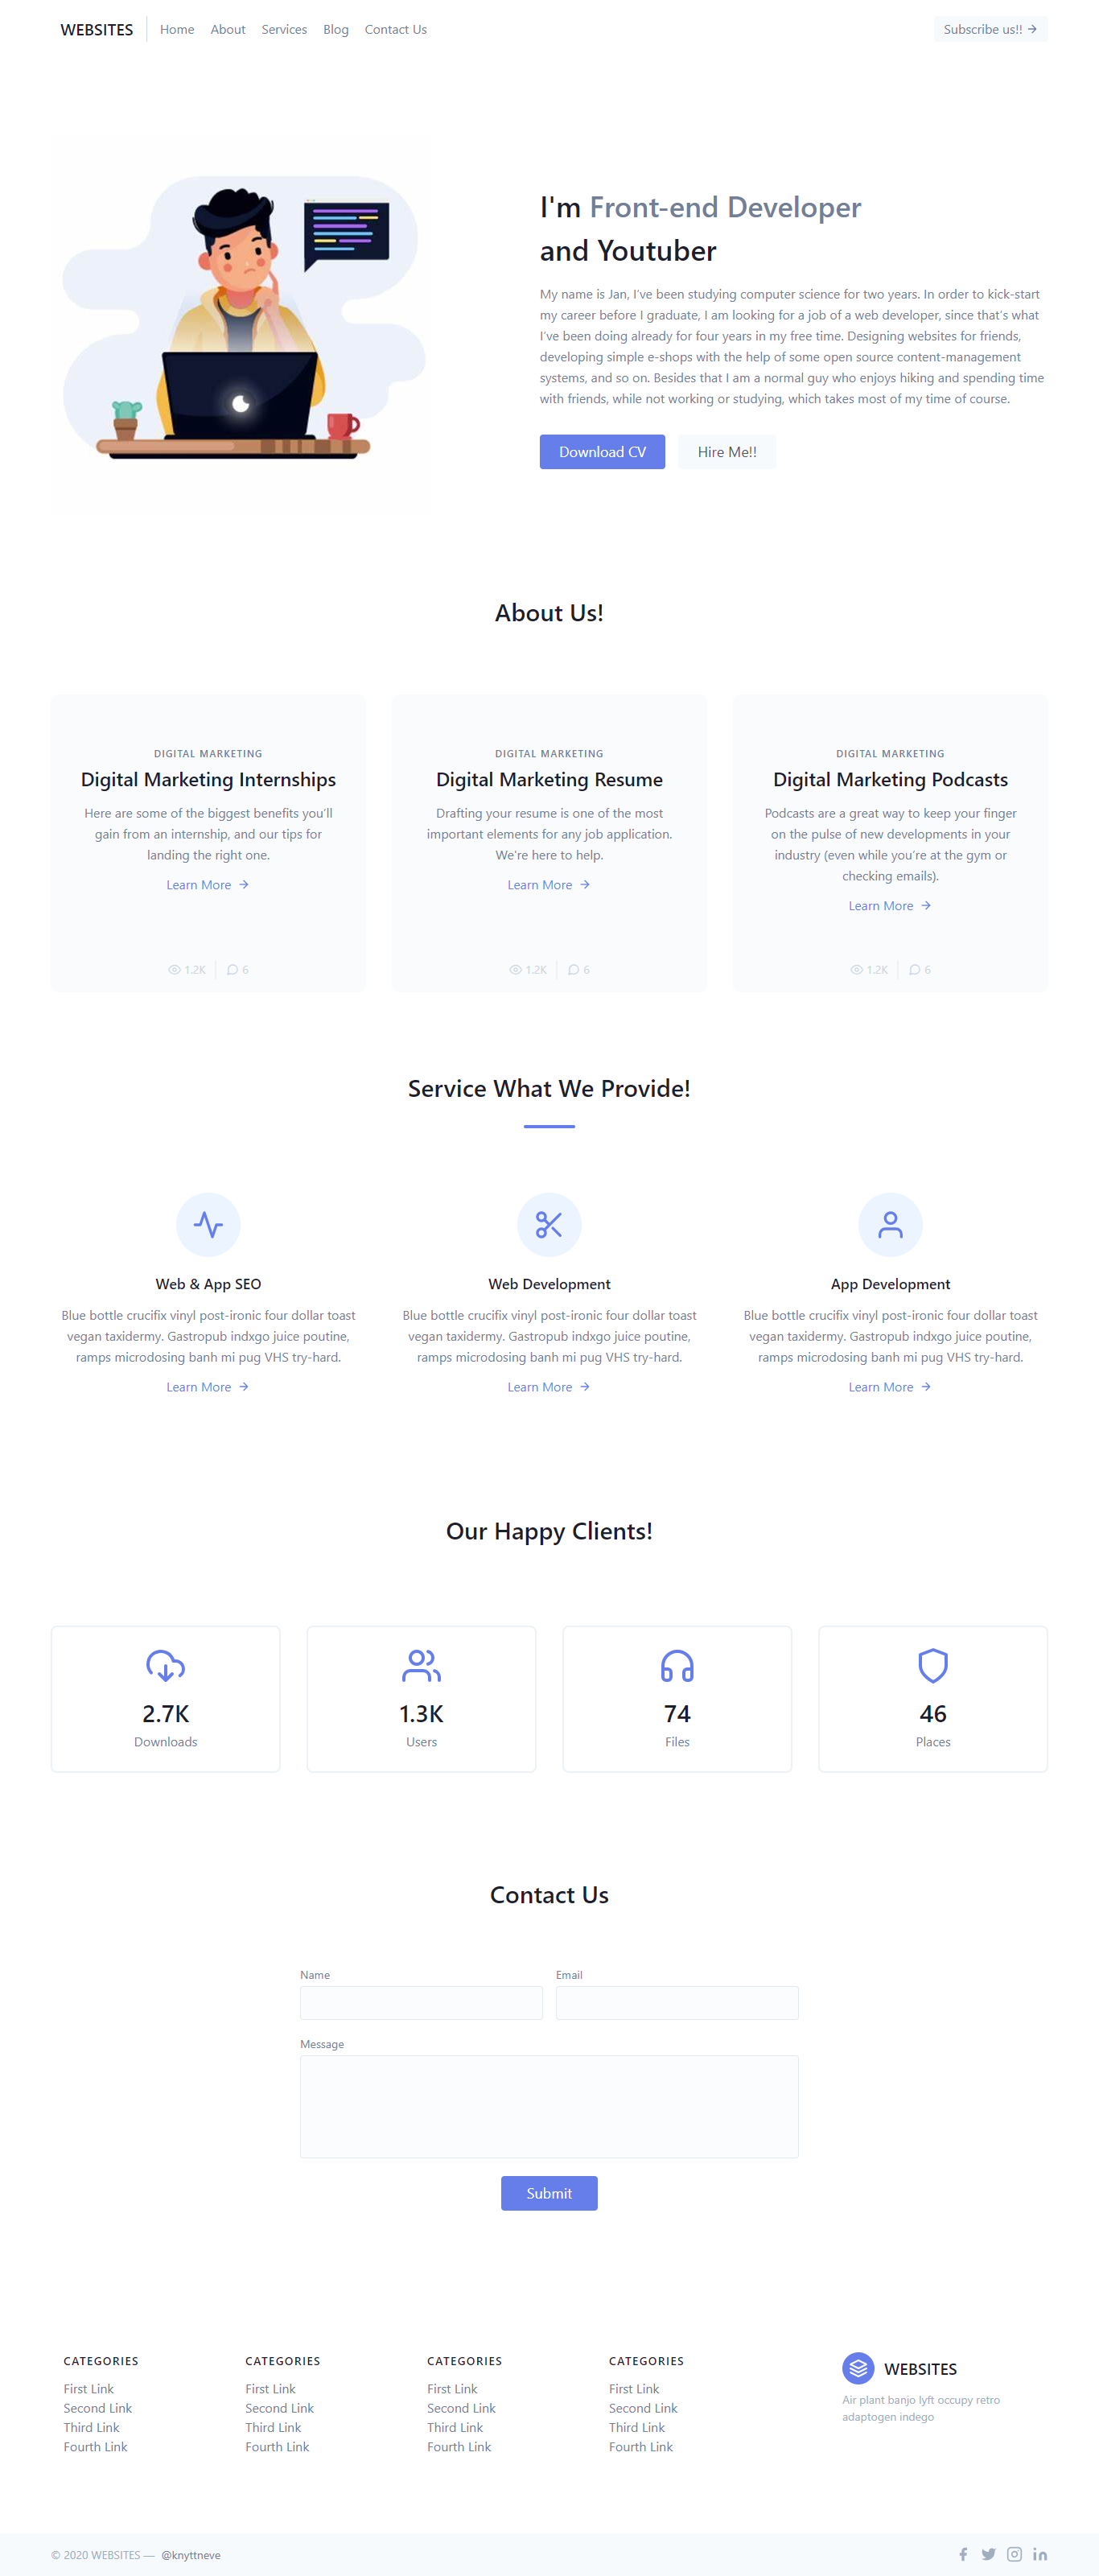 WEBSITES
Home
About
Services
Blog
Contact Us
Subscribe us!!
I'm Front-end Developer
and Youtuber
My name is Jan, I've been studying computer science for two years. In order to kick-start
my career before I graduate, I am looking for a job of a web developer, since that's what
I've been doing already for four years in my free time. Designing websites for friends,
developing simple e-shops with the help of some open source content-management
systems, and so on. Besides that I am a normal guy who enjoys hiking and spending time
with friends, while not working or studying, which takes most of my time of course.
Download CV
Hire Me!!
About Us!
DIGITAL MARKETING
Digital Marketing Internships
Here are some of the biggest benefits you'll
gain from an internship, and our tips for
landing the right one.
Learn More
1.2K
6
DIGITAL MARKETING
Digital Marketing Resume
Drafting your resume is one of the most
important elements for any job application.
We're here to help.
Learn More
1.2K
6
DIGITAL MARKETING
Digital Marketing Podcasts
Podcasts are a great way to keep your finger
on the pulse of new developments in your
industry (even while you're at the gym or
checking emails).
Learn More
1.2K
6
Service What We Provide!
Web & App SEO
Blue bottle crucifix vinyl post-ironic four dollar toast
vegan taxidermy. Gastropub indxgo juice poutine,
ramps microdosing banh mi pug VHS try-hard.
Learn More
Web Development
Blue bottle crucifix vinyl post-ironic four dollar toast
vegan taxidermy. Gastropub indxgo juice poutine,
ramps microdosing banh mi pug VHS try-hard.
Learn More
App Development
Blue bottle crucifix vinyl post-ironic four dollar toast
vegan taxidermy. Gastropub indxgo juice poutine,
ramps microdosing banh mi pug VHS try-hard.
Learn More
Our Happy Clients!
2.7K
Downloads
1.3K
Users
74
Files
46
Places
Contact Us
Name
Email
Message
Submit
CATEGORIES
First Link
Second Link
Third Link
Fourth Link
CATEGORIES
First Link
Second Link
Third Link
Fourth Link
CATEGORIES
First Link
Second Link
Third Link
Fourth Link
CATEGORIES
First Link
Second Link
Third Link
Fourth Link
WEBSITES
Air plant banjo lyft occupy retro
adaptogen indego
© 2020 WEBSITES — @knyttneve